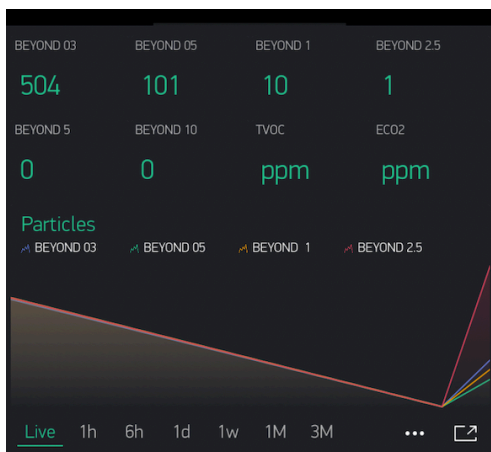 BEYOND 03 BEYOND 05 BEYOND 1 BEYOND 2.5
504 101 10 1
BEYOND 5 BEYOND 10 TVOC ECO2
0 0 ppm ppm
Particles
BEYOND 03 BEYOND 05 BEYOND 1 BEYOND 2.5
Live 1h 6h 1d 1w 1M 3M